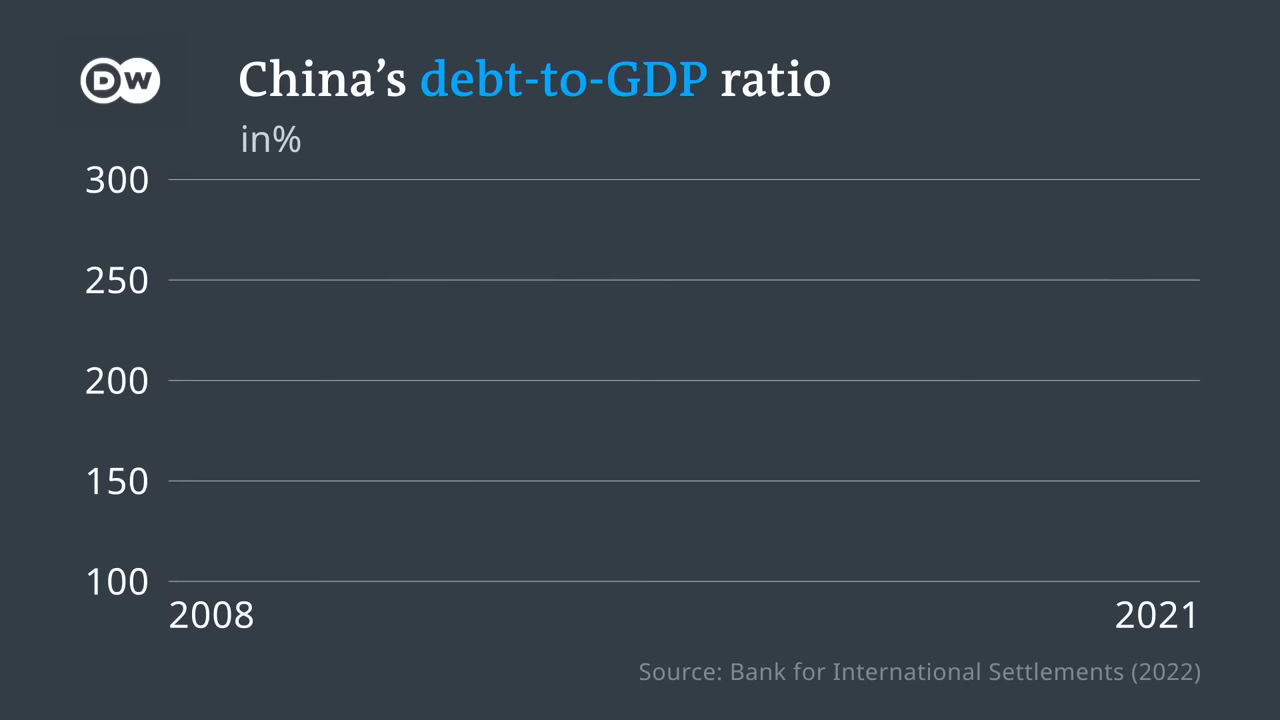 DW
China’s debt-to-GDP ratio
in%
300
250
200
150
100
2008 2021
Source: Bank for International Settlements (2022)